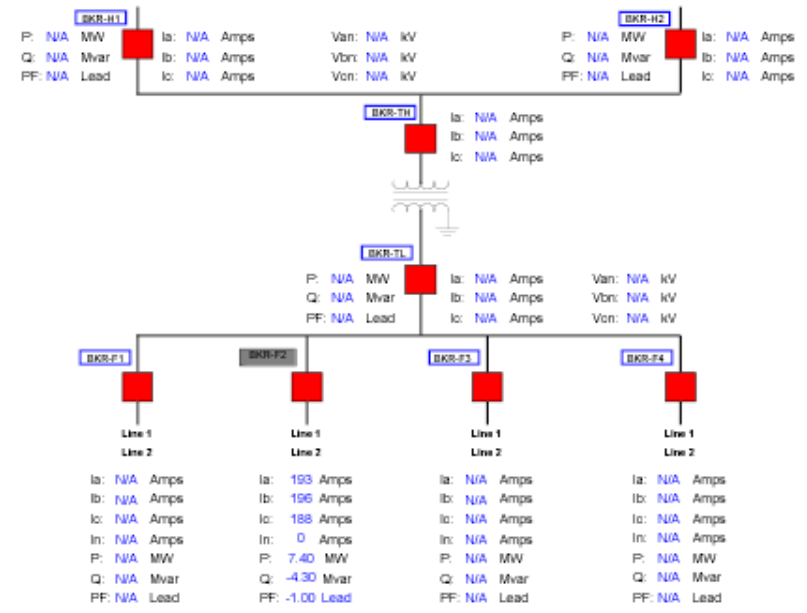 BKR-H1
BKR-H2
P: N/A MW Ia: N/A Amps Van: N/A kV P: N/A MW Ia: N/A Amps
Q: N/A Mvar Ib: N/A Amps Vbn: N/A kV Q: N/A Mvar Ib: N/A Amps
PF: N/A Lead Ic: N/A Amps Vcn: N/A kV PF: N/A Lead Ic: N/A Amps
BKR-TH
Ia: N/A Amps
Ib: N/A Amps
Ic: N/A Amps
BKR-TL
P: N/A MW Ia: N/A Amps Van: N/A kV
Q: N/A Mvar Ib: N/A Amps Vbn: N/A kV
PF: N/A Lead Ic: N/A Amps Vcn: N/A kV
BKR-F1 BKR-F2 BKR-F3 BKR-F4
Line 1 Line 1 Line 1 Line 1
Line 2 Line 2 Line 2 Line 2
Ia: N/A Amps Ia: 193 Amps Ia: N/A Amps Ia: N/A Amps
Ib: N/A Amps Ib: 196 Amps Ib: N/A Amps Ib: N/A Amps
Ic: N/A Amps Ic: 188 Amps Ic: N/A Amps Ic: N/A Amps
In: N/A Amps In: 0 Amps In: N/A Amps In: N/A Amps
P: N/A MW P: 7.40 MW P: N/A MW P: N/A MW
Q: N/A Mvar Q: -4.30 Mvar Q: N/A Mvar Q: N/A Mvar
PF: N/A Lead PF: -1.00 Lead PF: N/A Lead PF: N/A Lead